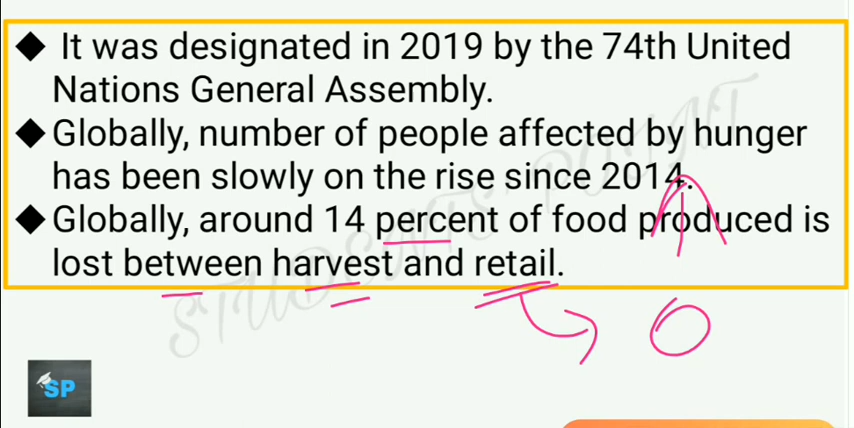 ◆ It was designated in 2019 by the 74th United
Nations General Assembly.
◆ Globally, number of people affected by hunger
has been slowly on the rise since 2014.
◆ Globally, around 14 percent of food produced is
lost between harvest and retail.
SP